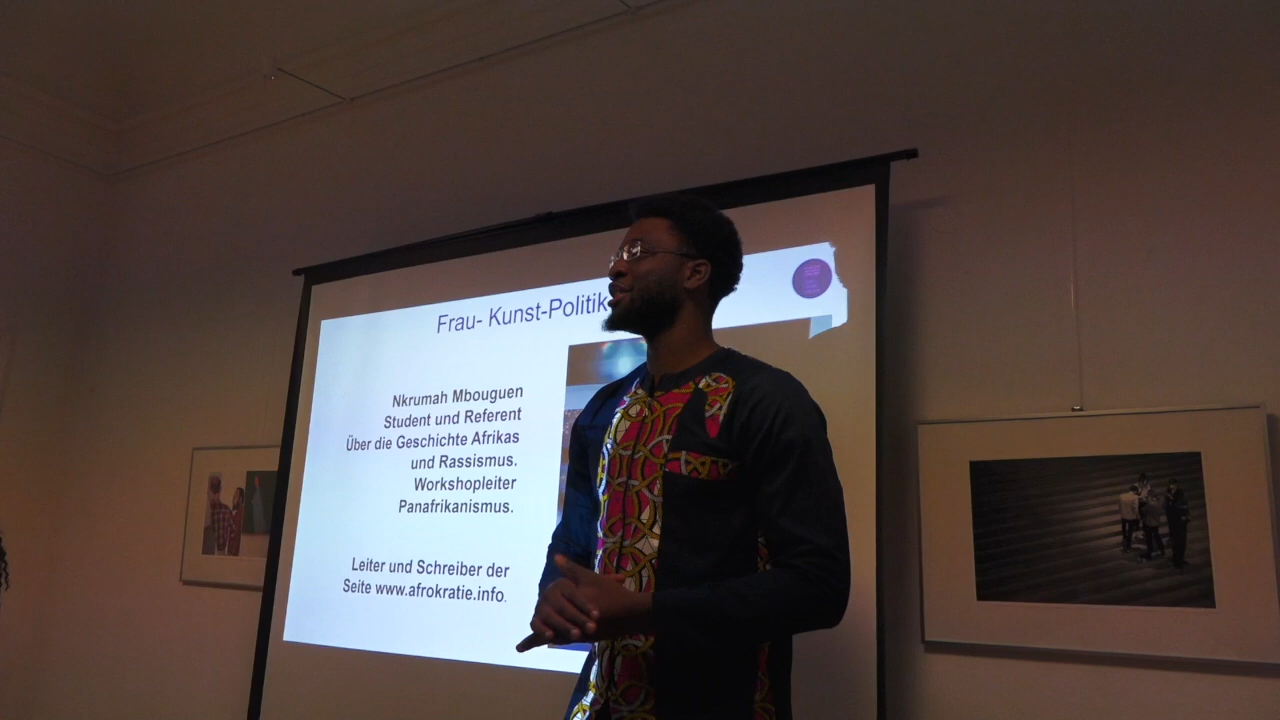 Frau- Kunst-Politik
Nkrumah Mbouguen
Student und Referent
Über die Geschichte Afrikas
und Rassismus.
Workshopleiter
Panafrikanismus.
Leiter und Schreiber der
Seite www.afrokratie.info.